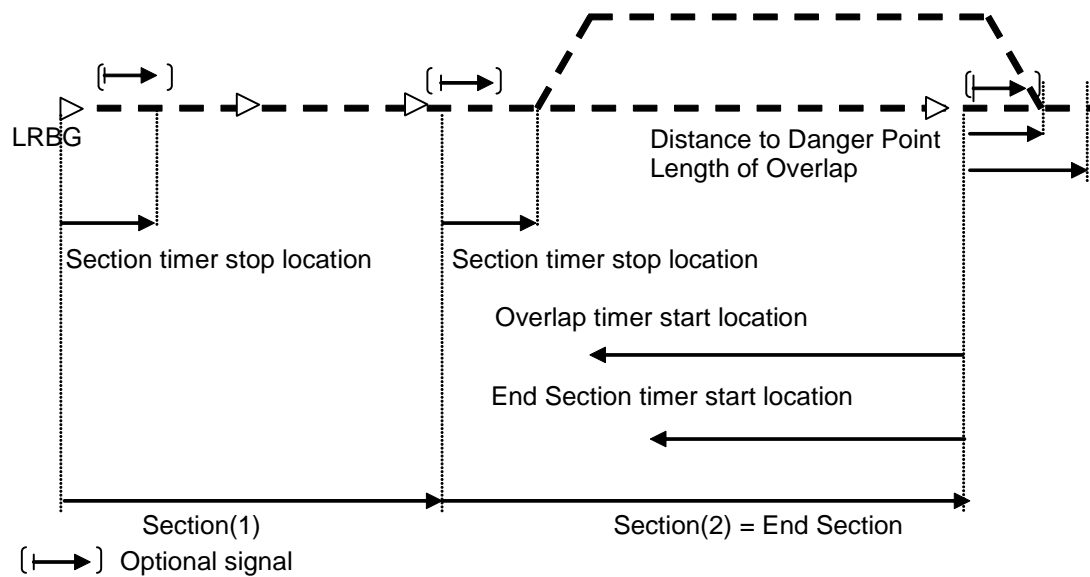 LRBG
Distance to Danger Point
Length of Overlap
Section timer stop location
Section timer stop location
Overlap timer start location
End Section timer start location
Section(1)
Section(2) = End Section
Optional signal